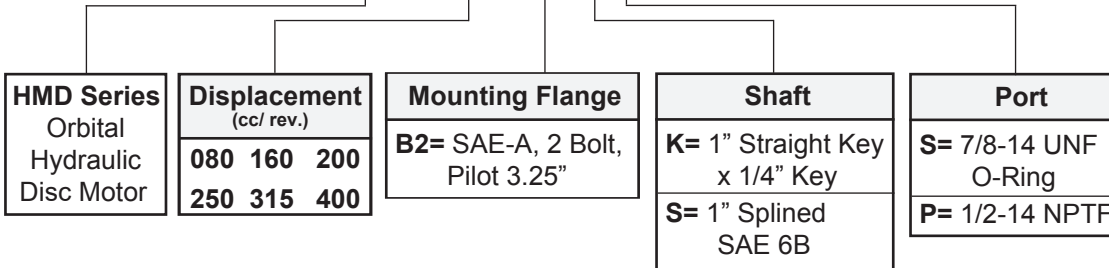 HMD Series
Orbital
Hydraulic
Disc Motor
Displacement
(cc/ rev.)
080 160 200
250 315 400
Mounting Flange
B2= SAE-A, 2 Bolt,
Pilot 3.25”
Shaft
K= 1” Straight Key
x 1/4” Key
S= 1” Splined
SAE 6B
Port
S= 7/8-14 UNF
O-Ring
P= 1/2-14 NPTF